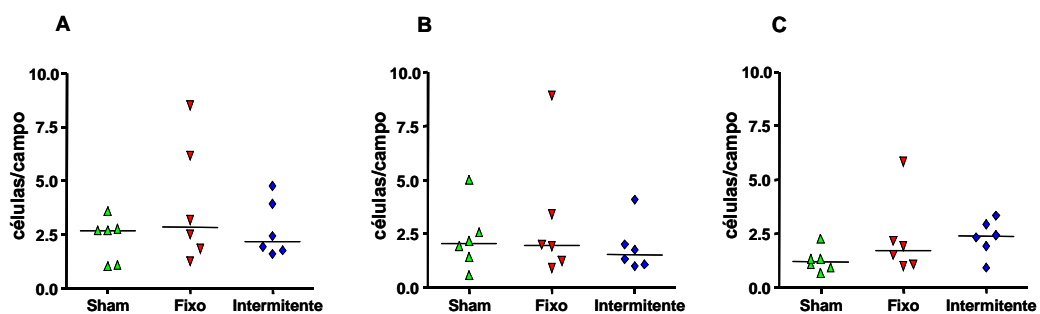 A
B
C
células/campo
10.0
7.5
5.0
2.5
0.0
Sham
Fixo
Intermitente
células/campo
10.0
7.5
5.0
2.5
0.0
Sham
Fixo
Intermitente
células/campo
10.0
7.5
5.0
2.5
0.0
Sham
Fixo
Intermitente